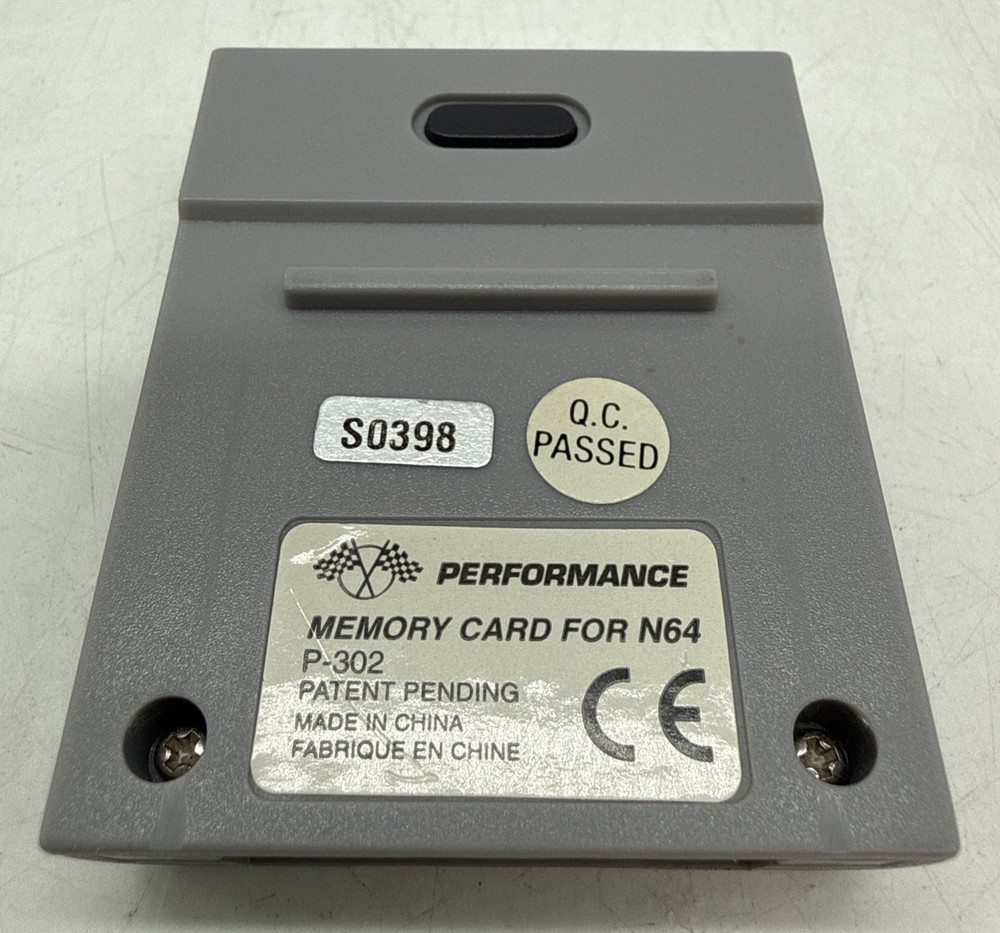 S0398
Q.C.
PASSED
PERFORMANCE
MEMORY CARD FOR N64
P-302
PATENT PENDING
MADE IN CHINA
FABRIQUE EN CHINE
CE